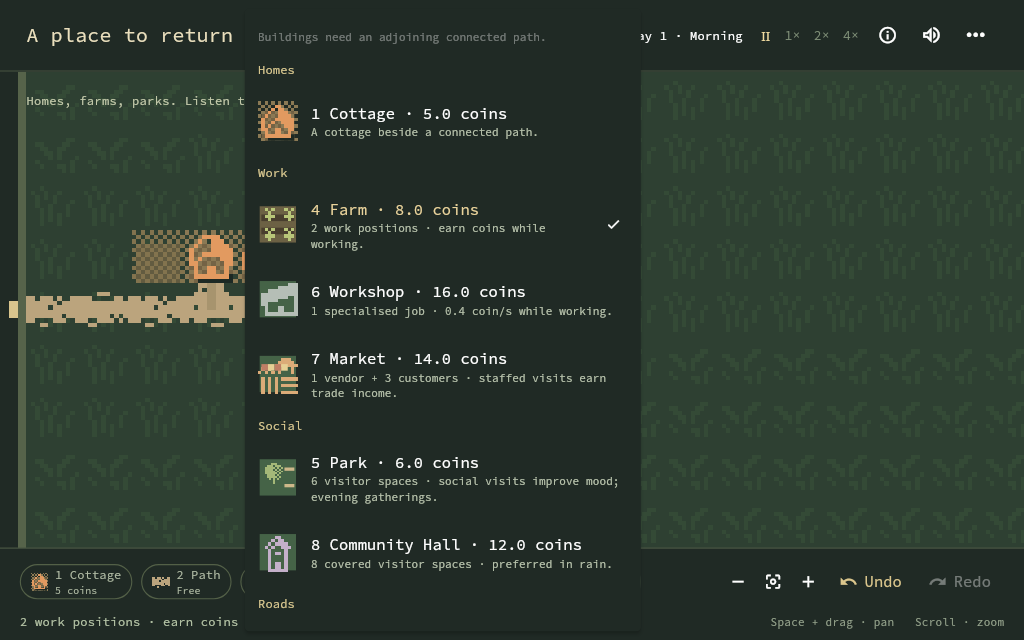 A place to return
Buildings need an adjoining connected path.
ay 1 · Morning
1×
2×
4×
Homes, farms, parks. Listen t
Homes
1 Cottage · 5.0 coins
A cottage beside a connected path.
Work
4 Farm · 8.0 coins
2 work positions · earn coins while
working.
6 Workshop · 16.0 coins
1 specialised job · 0.4 coin/s while working.
7 Market · 14.0 coins
1 vendor + 3 customers · staffed visits earn
trade income.
Social
5 Park · 6.0 coins
6 visitor spaces · social visits improve mood;
evening gatherings.
8 Community Hall · 12.0 coins
8 covered visitor spaces · preferred in rain.
Roads
1 Cottage
5 coins
2 Path
Free
Undo
Redo
2 work positions · earn coins
Space + drag · pan
Scroll · zoom